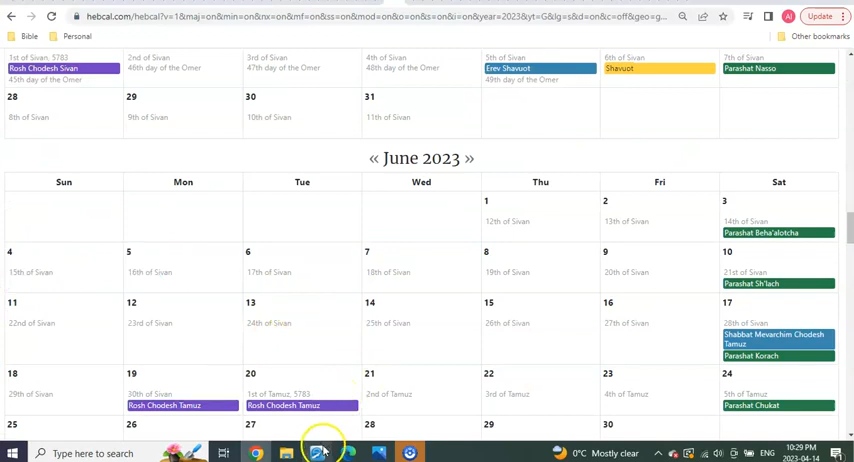 hebcal.com/hebcal?v=1&maj=on&min=on&nx=on&mf=on&ss=on&mod=on&o=on&s=on&i=on&year=2023&yt=G&lg=s&d=on&c=off&geo=g...
Update
Bible Personal Other bookmarks
1st of Sivan, 5783 2nd of Sivan 3rd of Sivan 4th of Sivan 5th of Sivan 6th of Sivan 7th of Sivan
Rosh Chodesh Sivan 46th day of the Omer 47th day of the Omer 48th day of the Omer Erev Shavuot Shavuot Parashat Nasso
45th day of the Omer 49th day of the Omer
28 29 30 31
8th of Sivan 9th of Sivan 10th of Sivan 11th of Sivan
« June 2023 »
Sun Mon Tue Wed Thu Fri Sat
1 2 3
12th of Sivan 13th of Sivan 14th of Sivan
Parashat Beha'alotcha
4 5 6 7 8 9 10
15th of Sivan 16th of Sivan 17th of Sivan 18th of Sivan 19th of Sivan 20th of Sivan 21st of Sivan
Parashat Sh'lach
11 12 13 14 15 16 17
22nd of Sivan 23rd of Sivan 24th of Sivan 25th of Sivan 26th of Sivan 27th of Sivan 28th of Sivan
Shabbat Mevarchim Chodesh
Tamuz
Parashat Korach
18 19 20 21 22 23 24
29th of Sivan 30th of Sivan 1st of Tamuz, 5783 2nd of Tamuz 3rd of Tamuz 4th of Tamuz 5th of Tamuz
Rosh Chodesh Tamuz Rosh Chodesh Tamuz Parashat Chukat
25 26 27 28 29 30
Type here to search 0°C Mostly clear 10:29 PM
2023-04-14